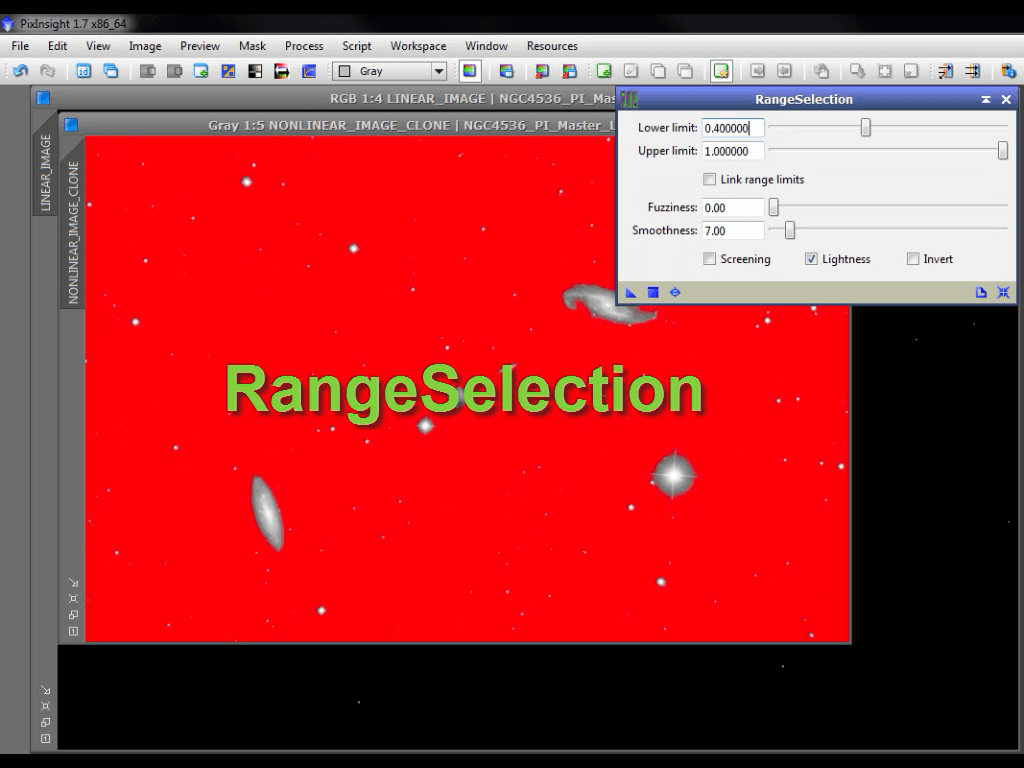 PixInsight 1.7 x86_64
File Edit View Image Preview Mask Process Script Workspace Window Resources
Gray
RGB 1:4 LINEAR_IMAGE | NGC4536_PI_Mas
RangeSelection
Gray 1:5 NONLINEAR_IMAGE_CLONE | NGC4536_PI_Master_L
LINEAR_IMAGE
NONLINEAR_IMAGE_CLONE
Lower limit: 0.400000
Upper limit: 1.000000
Link range limits
Fuzziness: 0.00
Smoothness: 7.00
Screening Lightness Invert
RangeSelection